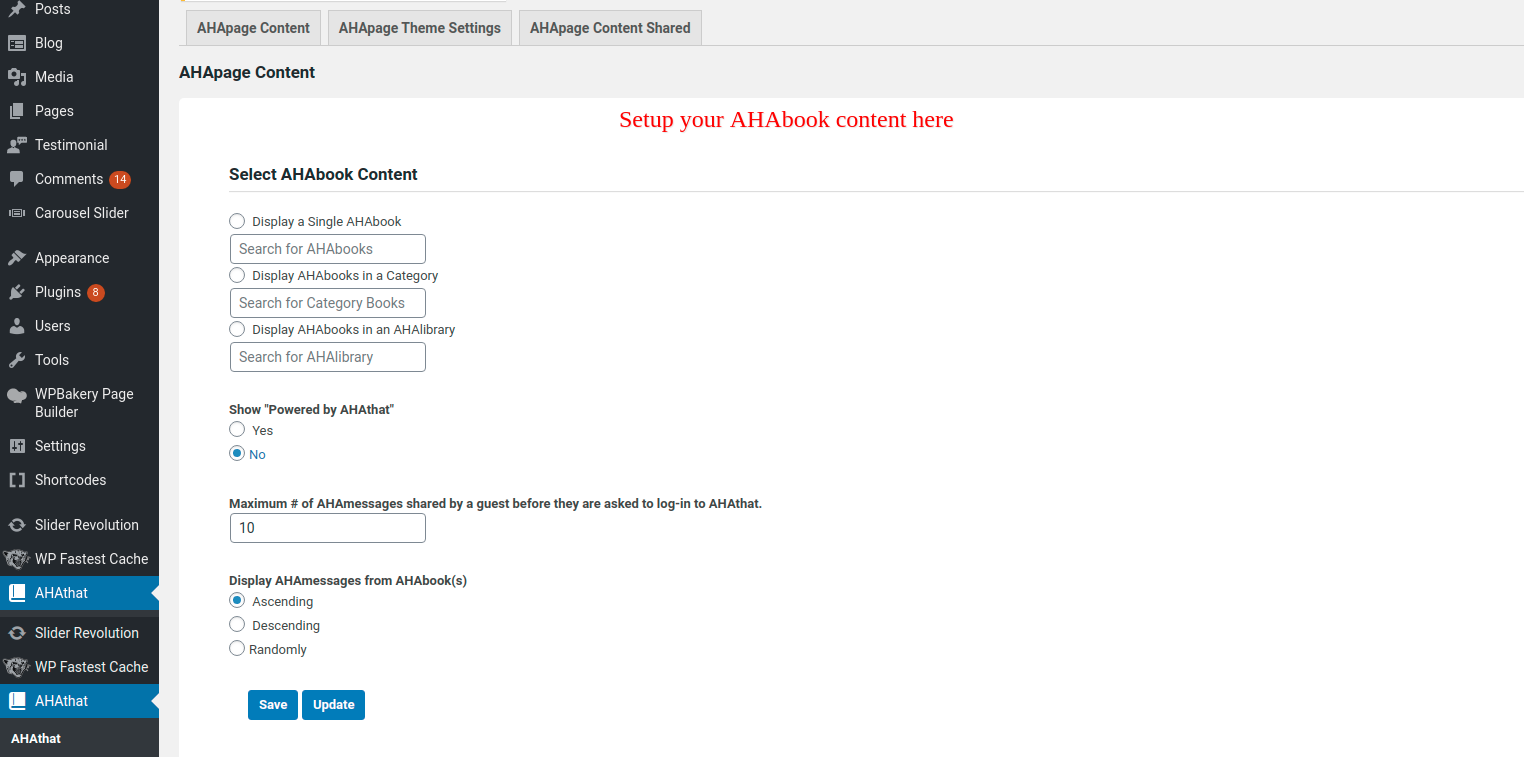 Posts
Blog
Media
Pages
Testimonial
Comments 14
Carousel Slider
Appearance
Plugins 8
Users
Tools
WPBakery Page
Builder
Settings
Shortcodes
Slider Revolution
WP Fastest Cache
AHAthat
Slider Revolution
WP Fastest Cache
AHAthat
AHAthat
AHApage Content AHApage Theme Settings AHApage Content Shared
AHApage Content
Setup your AHAbook content here
Select AHAbook Content
Display a Single AHAbook
Search for AHAbooks
Display AHAbooks in a Category
Search for Category Books
Display AHAbooks in an AHAlibrary
Search for AHAlibrary
Show "Powered by AHAthat"
Yes
No
Maximum # of AHAmessages shared by a guest before they are asked to log-in to AHAthat.
10
Display AHAmessages from AHAbook(s)
Ascending
Descending
Randomly
Save Update